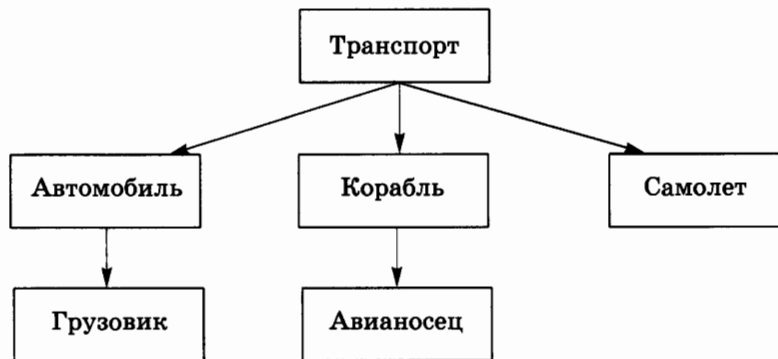 Транспорт
Автомобиль
Корабль
Самолет
Грузовик
Авианосец